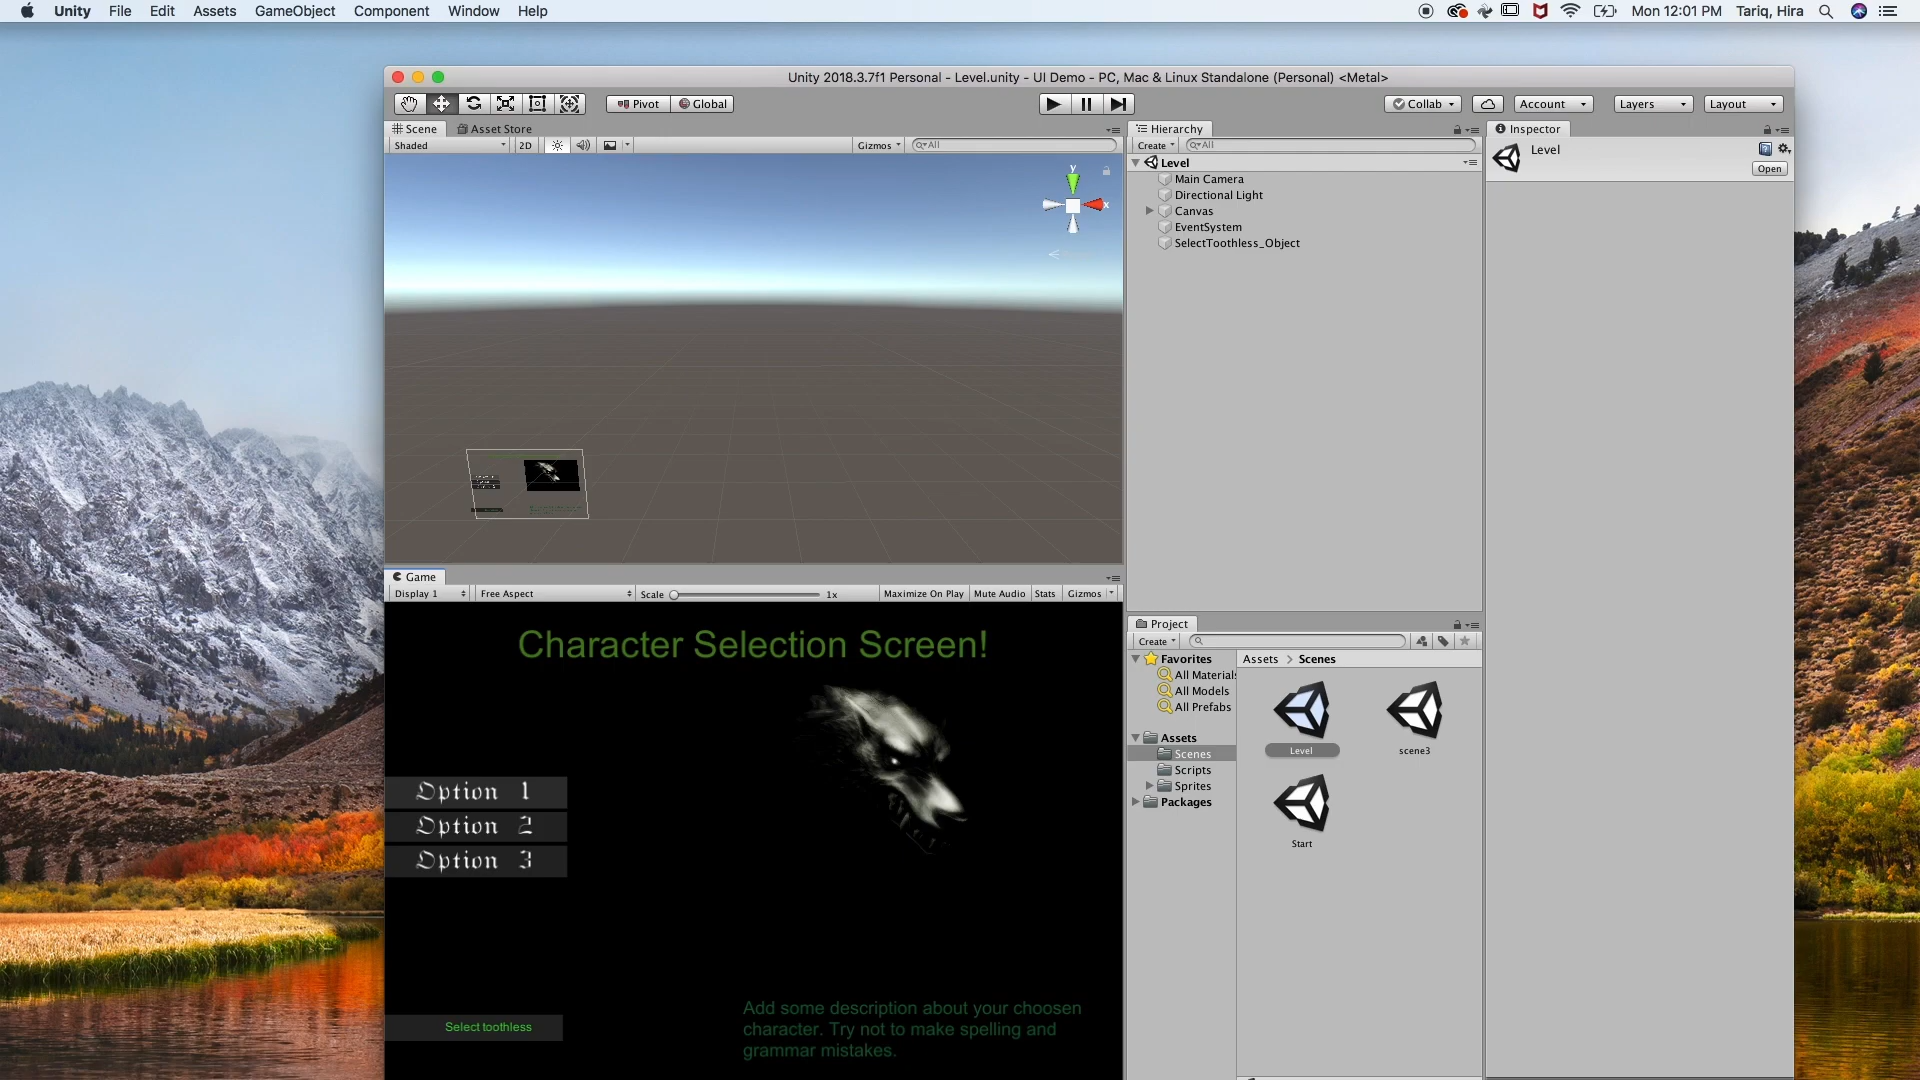 Unity File Edit Assets GameObject Component Window Help Mon 12:01 PM Tariq, Hira
Unity 2018.3.7f1 Personal - Level.unity - UI Demo - PC, Mac & Linux Standalone (Personal) <Metal>
Pivot Global Collab Account Layers Layout
Scene Asset Store
Shaded 2D Gizmos All
y
x
Hierarchy
Create All
Level
Main Camera
Directional Light
Canvas
EventSystem
SelectToothless_Object
Inspector
Level
Open
Game
Display 1 Free Aspect Scale 1x Maximize On Play Mute Audio Stats Gizmos
Character Selection Screen!
Option 1
Option 2
Option 3
Select toothless
Add some description about your choosen
character. Try not to make spelling and
grammar mistakes.
Project
Create
Favorites
All Materials
All Models
All Prefabs
Assets
Scenes
Scripts
Sprites
Packages
Assets > Scenes
Level
scene3
Start